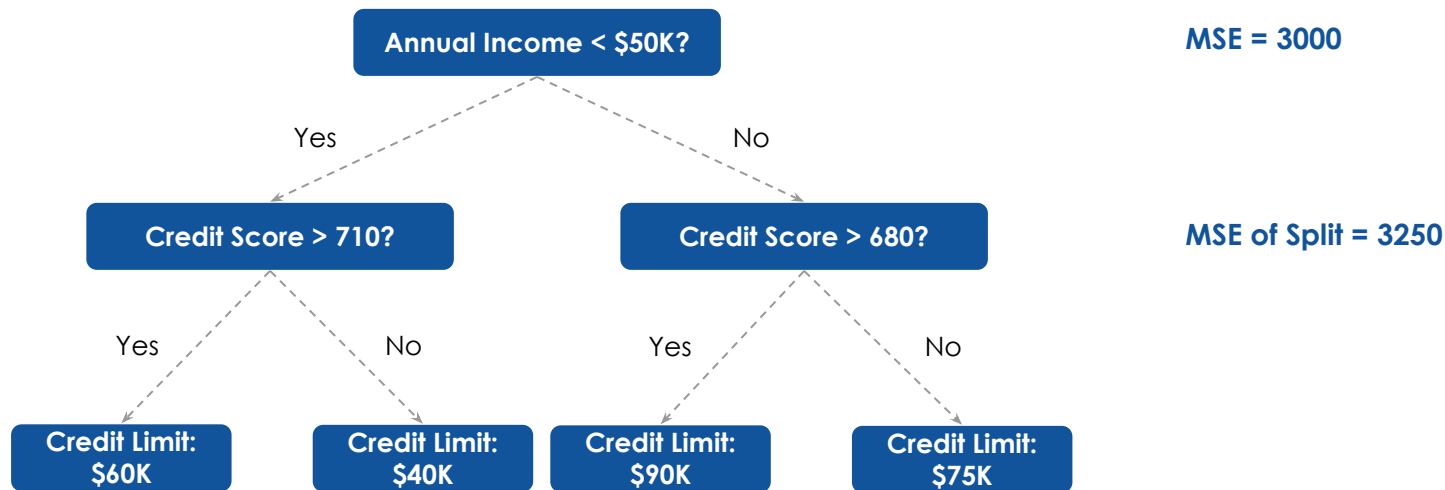 Annual Income < $50K?
MSE = 3000
Yes
No
Credit Score > 710?
Credit Score > 680?
MSE of Split = 3250
Yes
No
Yes
No
Credit Limit:
$60K
Credit Limit:
$40K
Credit Limit:
$90K
Credit Limit:
$75K